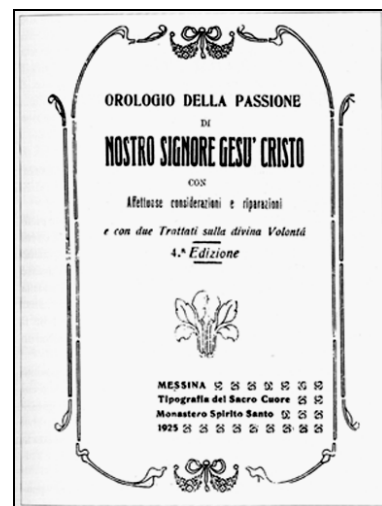 OROLOGIO DELLA PASSIONE
DI
NOSTRO SIGNORE GESU' CRISTO
CON
Affettuose considerazioni e riparazioni
e con due Trattati sulla divina Volontá
4.ª Edizione
MESSINA
Tipografia del Sacro Cuore
Monastero Spirito Santo
1925